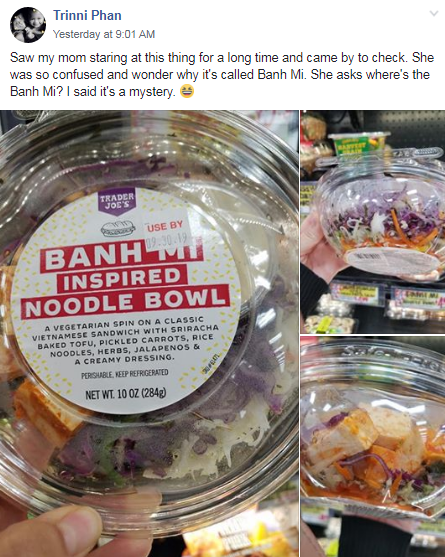 Trinni Phan
Yesterday at 9:01 AM
Saw my mom staring at this thing for a long time and came by to check. She
was so confused and wonder why it's called Banh Mi. She asks where's the
Banh Mi? I said it's a mystery. 😄
TRADER
JOE'S
USE BY
BANH MI
INSPIRED
NOODLE BOWL
A VEGETARIAN SPIN ON A CLASSIC
VIETNAMESE SANDWICH WITH SRIRACHA
BAKED TOFU, PICKLED CARROTS, RICE
NOODLES, HERBS, JALAPENOS &
A CREAMY DRESSING.
PERISHABLE, KEEP REFRIGERATED
NET WT. 10 OZ (284g)
HARVEST